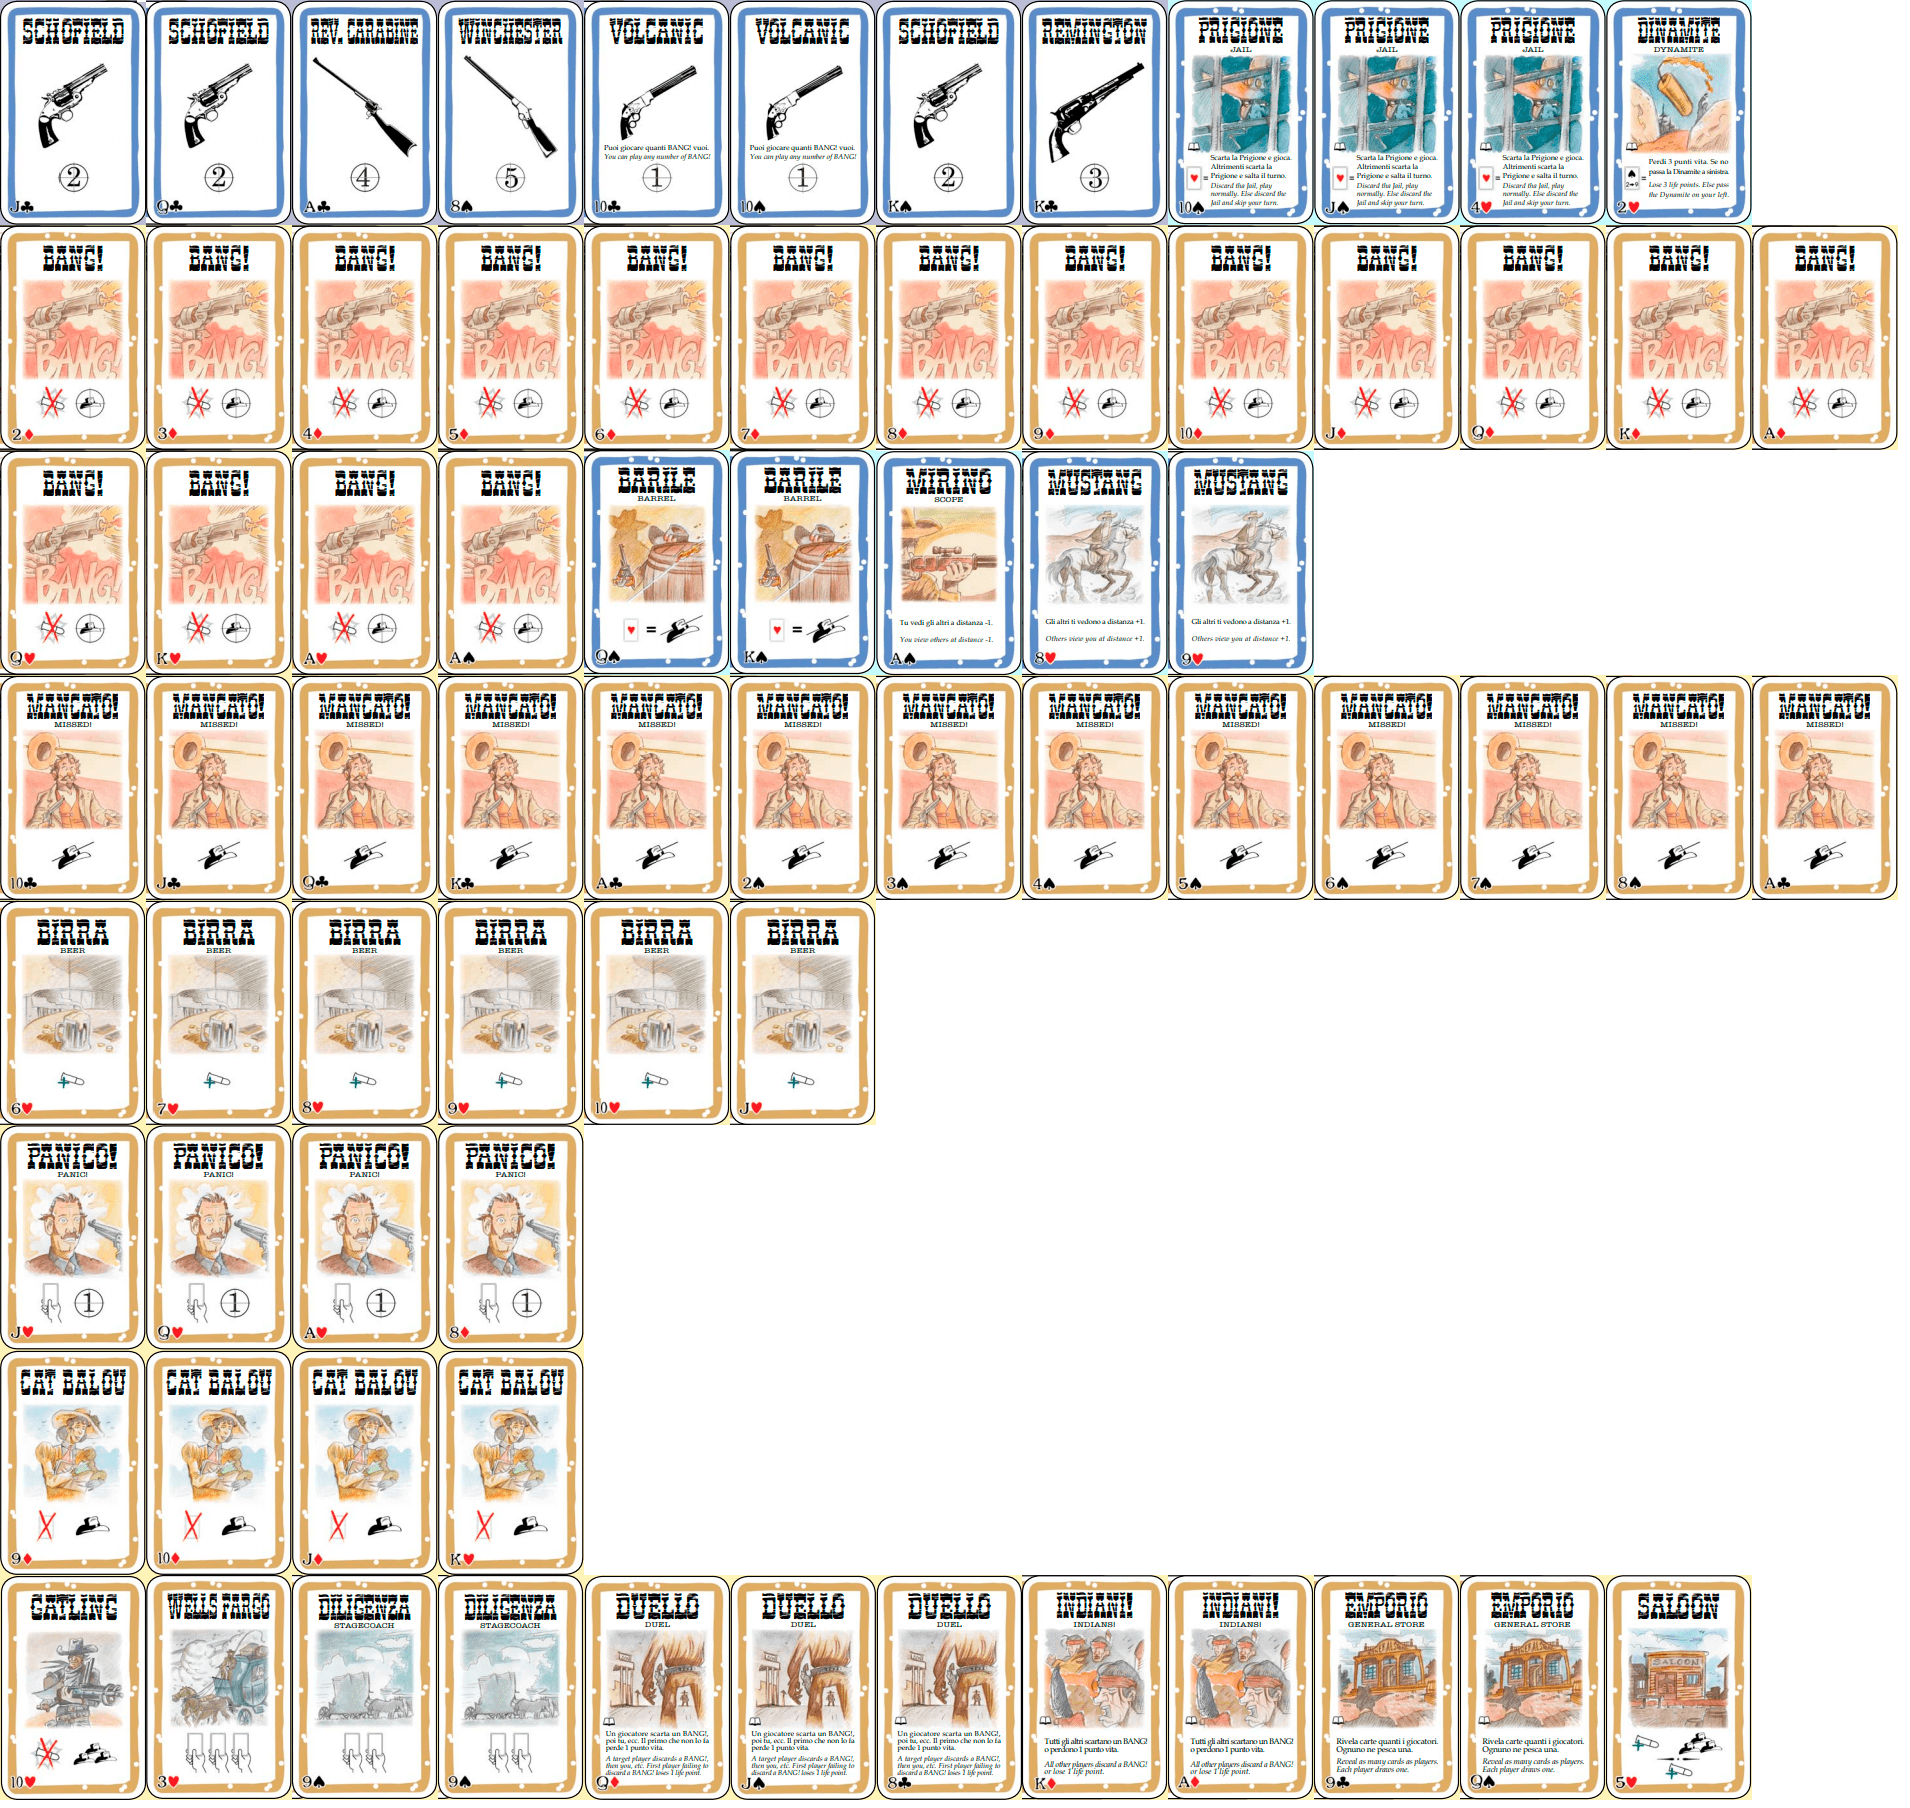 SCHOFIELD
2
J♣
SCHOFIELD
2
Q♣
REV. CARABINE
4
A♣
WINCHESTER
5
8♠
VOLCANIC
Puoi giocare quanti BANG! vuoi.
You can play any number of BANG!
1
10♣
VOLCANIC
Puoi giocare quanti BANG! vuoi.
You can play any number of BANG!
1
10♠
SCHOFIELD
2
K♠
REMINGTON
3
K♣
PRIGIONE
JAIL
Scarta la Prigione e gioca.
Altrimenti scarta la
Prigione e salta il turno.
Discard tha Jail, play
normally. Else discard the
Jail and skip your turn.
♥ =
10♠
PRIGIONE
JAIL
Scarta la Prigione e gioca.
Altrimenti scarta la
Prigione e salta il turno.
Discard tha Jail, play
normally. Else discard the
Jail and skip your turn.
♥ =
J♠
PRIGIONE
JAIL
Scarta la Prigione e gioca.
Altrimenti scarta la
Prigione e salta il turno.
Discard tha Jail, play
normally. Else discard the
Jail and skip your turn.
♥ =
4♥
DINAMITE
DYNAMITE
Perdi 3 punti vita. Se no
passa la Dinamite a sinistra.
Lose 3 life points. Else pass
the Dynamite on your left.
♠ 2→9 =
2♥
BANG!
BANG!
2♦
BANG!
BANG!
3♦
BANG!
BANG!
4♦
BANG!
BANG!
5♦
BANG!
BANG!
6♦
BANG!
BANG!
7♦
BANG!
BANG!
8♦
BANG!
BANG!
9♦
BANG!
BANG!
10♦
BANG!
BANG!
J♦
BANG!
BANG!
Q♦
BANG!
BANG!
K♦
BANG!
BANG!
A♦
BANG!
BANG!
Q♥
BANG!
BANG!
K♥
BANG!
BANG!
A♥
BANG!
BANG!
A♠
BARILE
BARREL
♥ =
Q♠
BARILE
BARREL
♥ =
K♠
MIRINO
SCOPE
Tu vedi gli altri a distanza -1.
You view others at distance -1.
A♠
MUSTANG
Gli altri ti vedono a distanza +1.
Others view you at distance +1.
8♥
MUSTANG
Gli altri ti vedono a distanza +1.
Others view you at distance +1.
9♥
MANCATO!
MISSED!
10♣
MANCATO!
MISSED!
J♣
MANCATO!
MISSED!
Q♣
MANCATO!
MISSED!
K♣
MANCATO!
MISSED!
A♣
MANCATO!
MISSED!
2♠
MANCATO!
MISSED!
3♠
MANCATO!
MISSED!
4♠
MANCATO!
MISSED!
5♠
MANCATO!
MISSED!
6♠
MANCATO!
MISSED!
7♠
MANCATO!
MISSED!
8♠
MANCATO!
MISSED!
A♣
BIRRA
BEER
6♥
BIRRA
BEER
7♥
BIRRA
BEER
8♥
BIRRA
BEER
9♥
BIRRA
BEER
10♥
BIRRA
BEER
J♥
PANICO!
PANIC!
1
J♥
PANICO!
PANIC!
1
Q♥
PANICO!
PANIC!
1
A♥
PANICO!
PANIC!
1
8♦
CAT BALOU
9♦
CAT BALOU
10♦
CAT BALOU
J♦
CAT BALOU
K♥
GATLING
10♥
WELLS FARGO
3♥
DILIGENZA
STAGECOACH
9♠
DILIGENZA
STAGECOACH
9♠
DUELLO
DUEL
Un giocatore scarta un BANG!,
poi tu, ecc. Il primo che non lo fa
perde 1 punto vita.
A target player discards a BANG!,
then you, etc. First player failing to
discard a BANG! loses 1 life point.
Q♦
DUELLO
DUEL
Un giocatore scarta un BANG!,
poi tu, ecc. Il primo che non lo fa
perde 1 punto vita.
A target player discards a BANG!,
then you, etc. First player failing to
discard a BANG! loses 1 life point.
J♠
DUELLO
DUEL
Un giocatore scarta un BANG!,
poi tu, ecc. Il primo che non lo fa
perde 1 punto vita.
A target player discards a BANG!,
then you, etc. First player failing to
discard a BANG! loses 1 life point.
8♣
INDIANI!
INDIANS!
Tutti gli altri scartano un BANG!
o perdono 1 punto vita.
All other players discard a BANG!
or lose 1 life point.
K♦
INDIANI!
INDIANS!
Tutti gli altri scartano un BANG!
o perdono 1 punto vita.
All other players discard a BANG!
or lose 1 life point.
A♦
EMPORIO
GENERAL STORE
Rivela carte quanti i giocatori.
Ognuno ne pesca una.
Reveal as many cards as players.
Each player draws one.
9♣
EMPORIO
GENERAL STORE
Rivela carte quanti i giocatori.
Ognuno ne pesca una.
Reveal as many cards as players.
Each player draws one.
Q♠
SALOON
SALOON
5♥